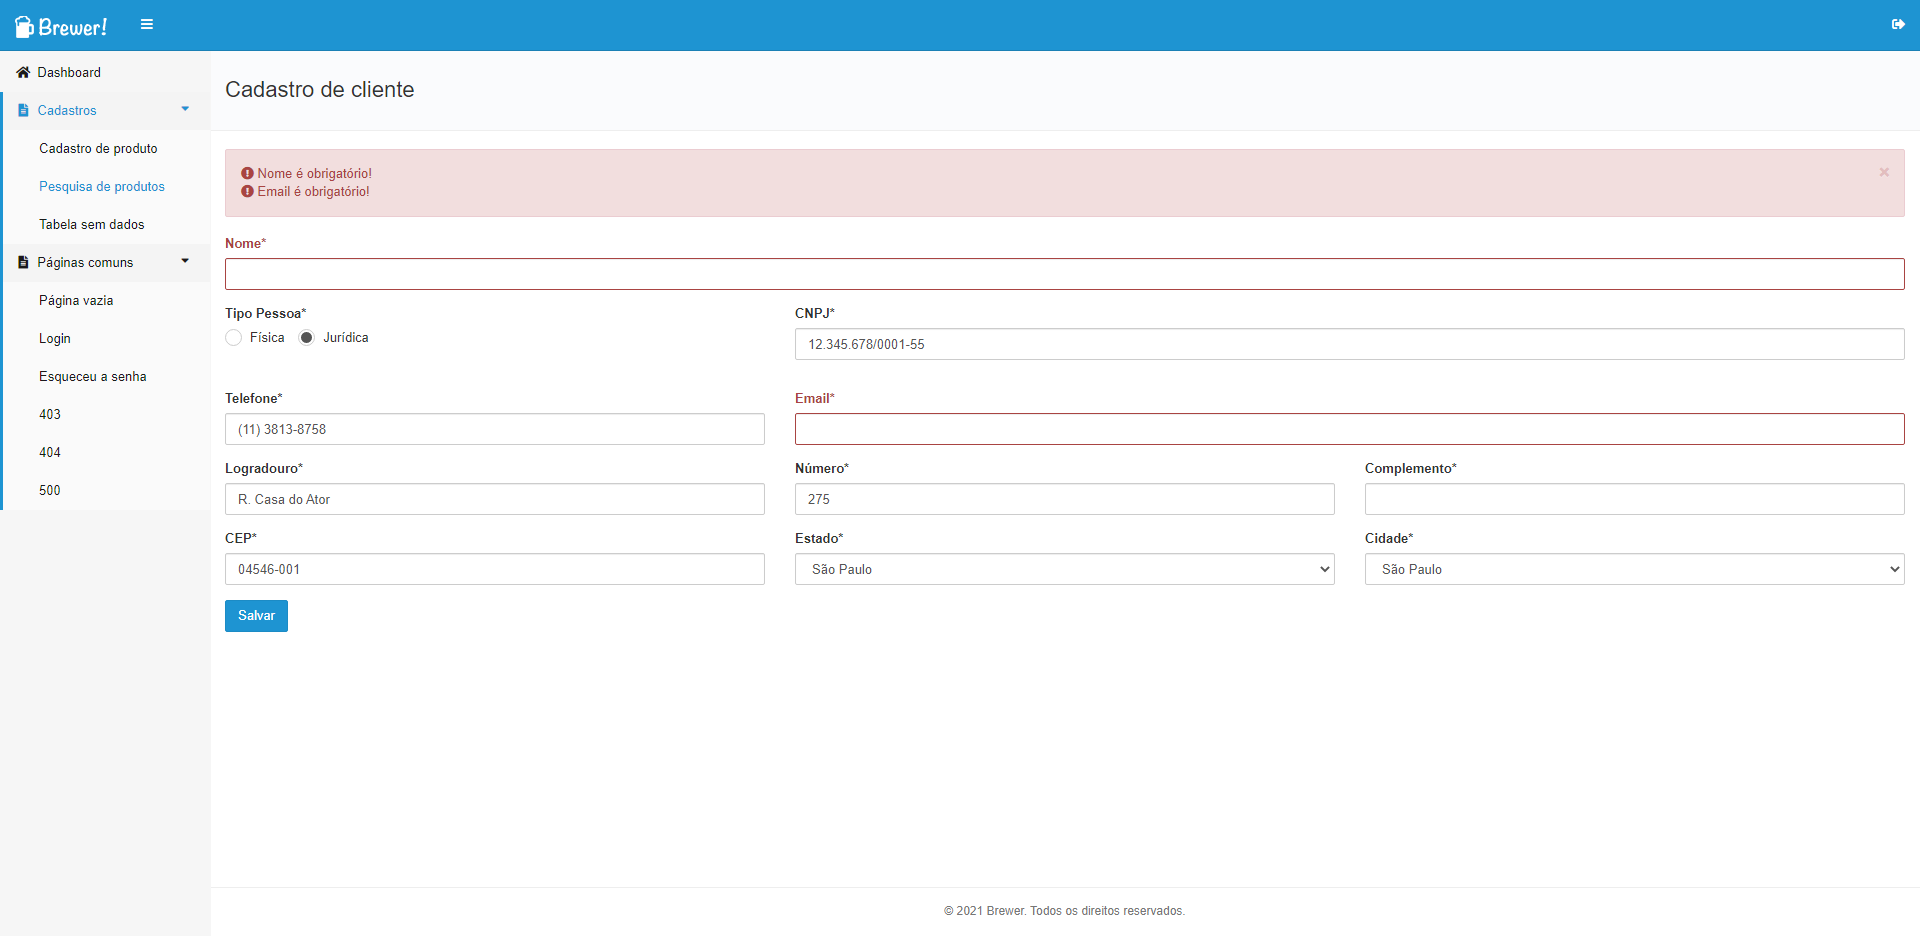 Brewer!
Dashboard
Cadastros
Cadastro de produto
Pesquisa de produtos
Tabela sem dados
Páginas comuns
Página vazia
Login
Esqueceu a senha
403
404
500
Cadastro de cliente
Nome é obrigatório!
Email é obrigatório!
×
Nome*
Tipo Pessoa*
Física Jurídica
CNPJ*
12.345.678/0001-55
Telefone*
(11) 3813-8758
Email*
Logradouro*
R. Casa do Ator
Número*
275
Complemento*
CEP*
04546-001
Estado*
São Paulo
Cidade*
São Paulo
Salvar
© 2021 Brewer. Todos os direitos reservados.